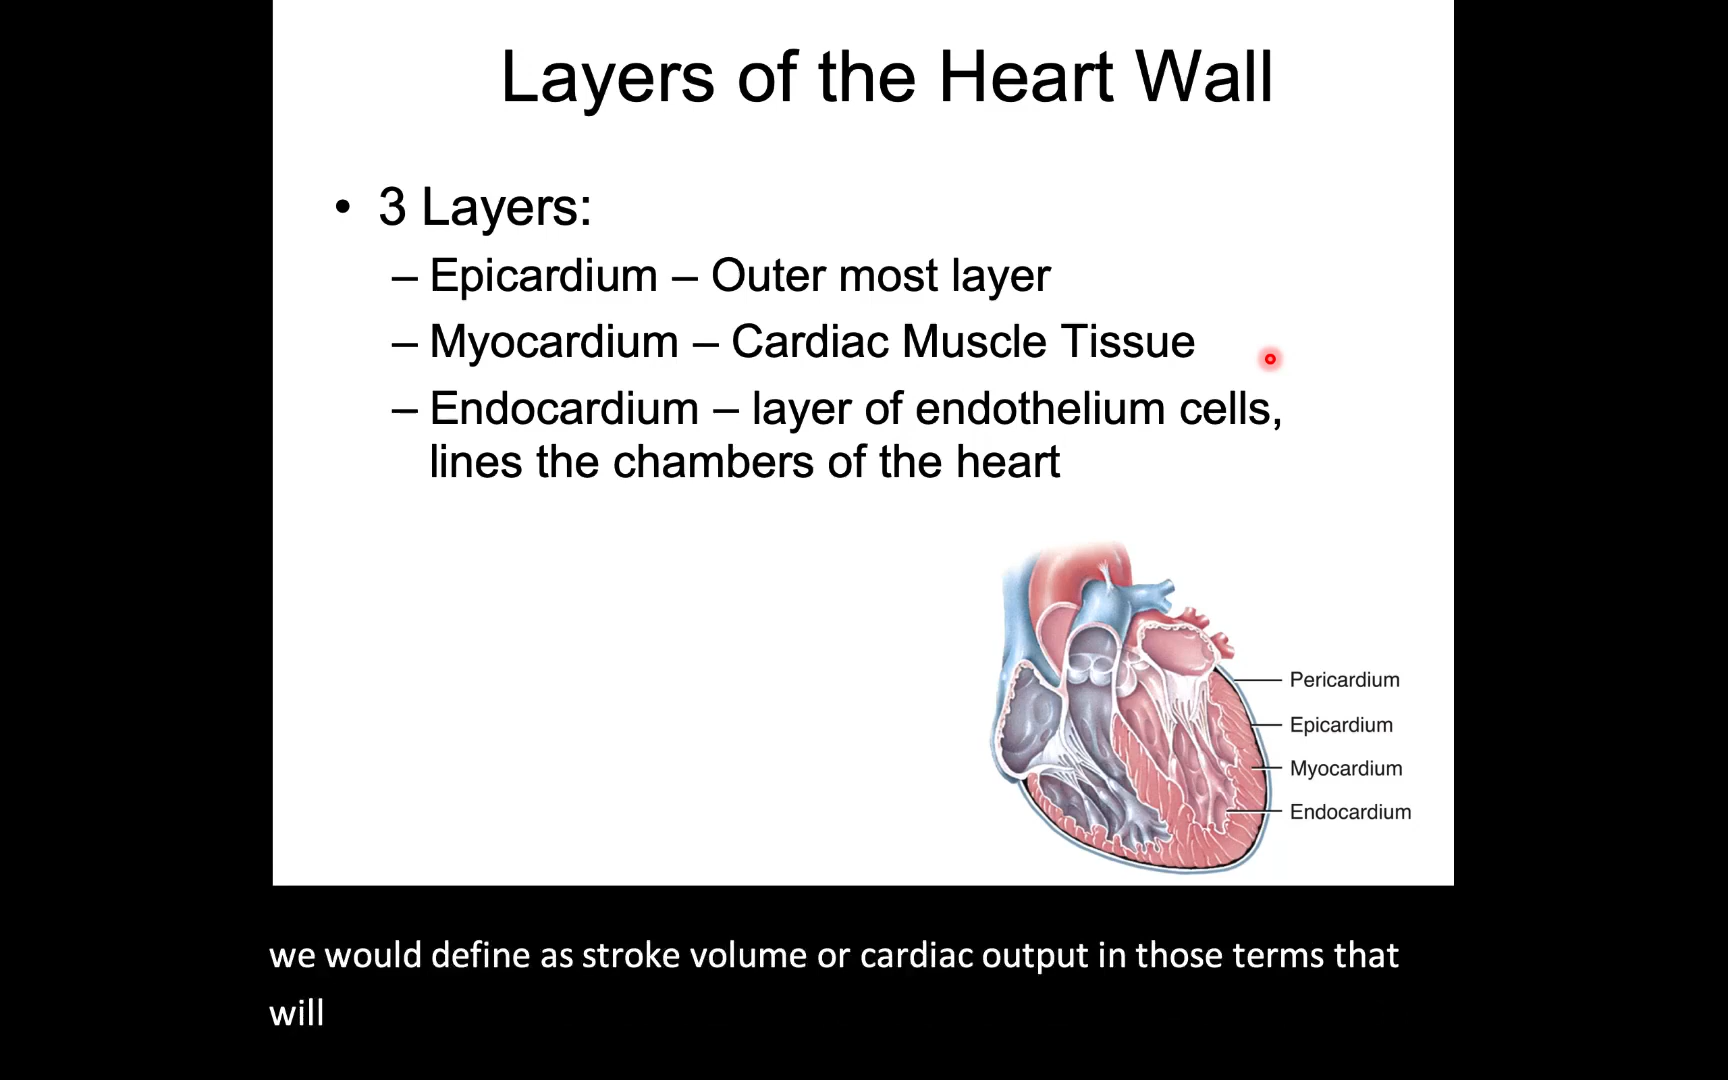 Layers of the Heart Wall
• 3 Layers:
– Epicardium – Outer most layer
– Myocardium – Cardiac Muscle Tissue
– Endocardium – layer of endothelium cells,
lines the chambers of the heart
Pericardium
Epicardium
Myocardium
Endocardium
we would define as stroke volume or cardiac output in those terms that
will